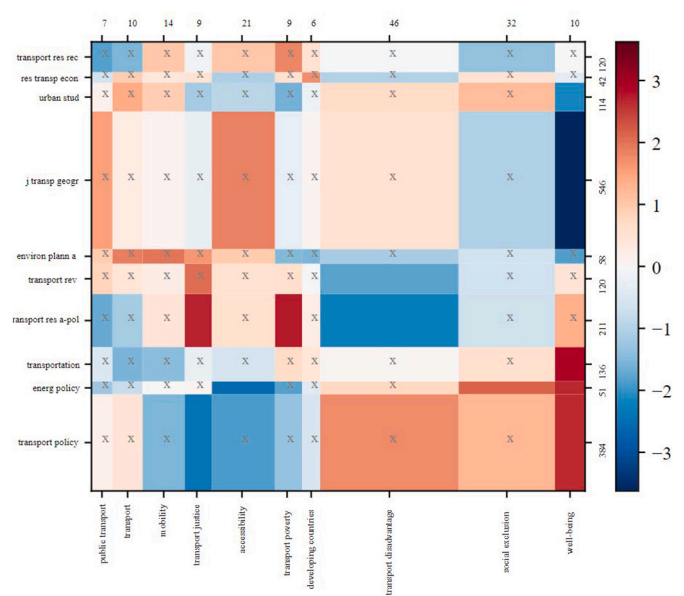 7 10 14 9 21 9 6 46 32 10
transport res rec x x x x x x x x x x 120
res transp econ x x x x x x x x x x 42
urban stud x x x x x x x x x 114
j transp geogr x x x x x x x x x 546
environ plann a x x x x x x x x x x
transport rev x x x x x x x x x 120
ransport res a-pol x x x x x x x 211
transportation x x x x x x x x x 136
energ policy x x x x x x x x 51
transport policy x x x x x x x x 384
public transport
transport
mobility
transport justice
accessibility
transport poverty
developing countries
transport disadvantage
social exclusion
well-being
3
2
1
0
−1
−2
−3